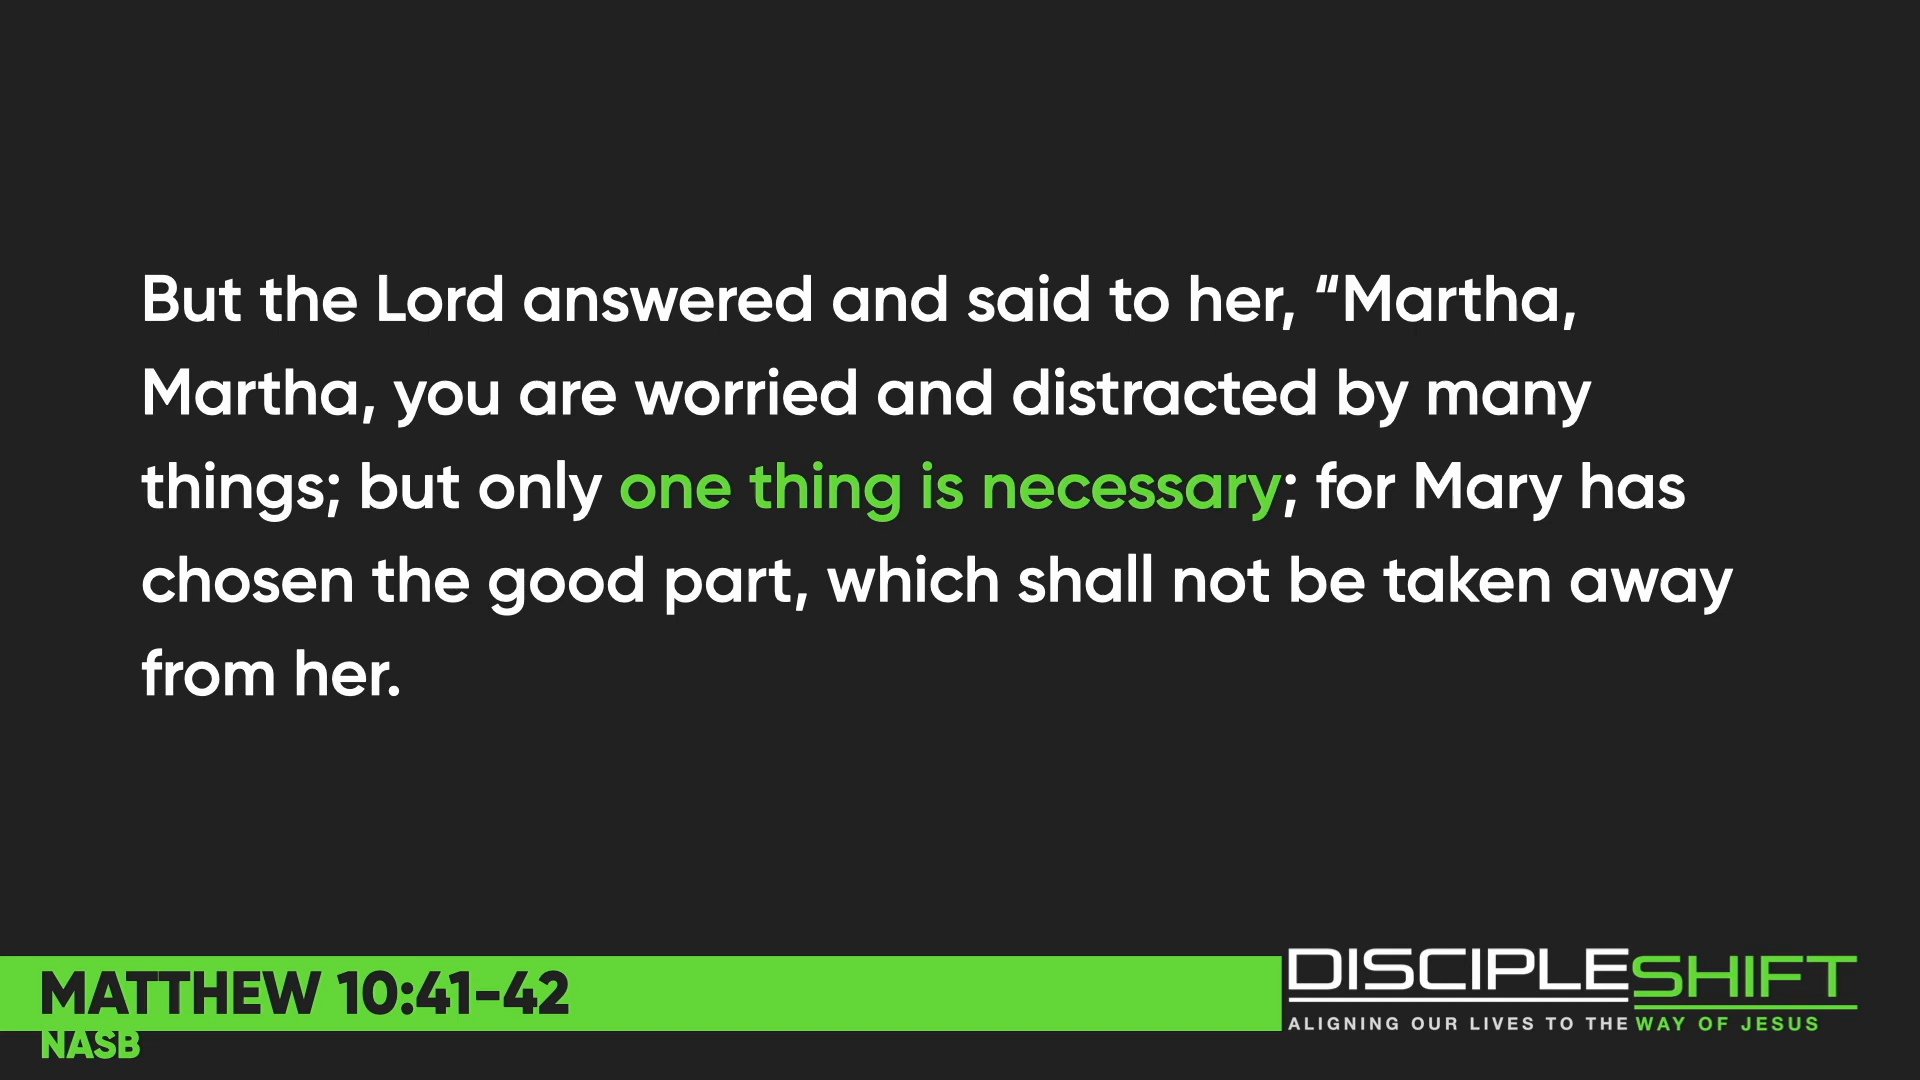 But the Lord answered and said to her, “Martha,
Martha, you are worried and distracted by many
things; but only one thing is necessary; for Mary has
chosen the good part, which shall not be taken away
from her.
MATTHEW 10:41-42
NASB
DISCIPLESHIFT
ALIGNING OUR LIVES TO THE WAY OF JESUS